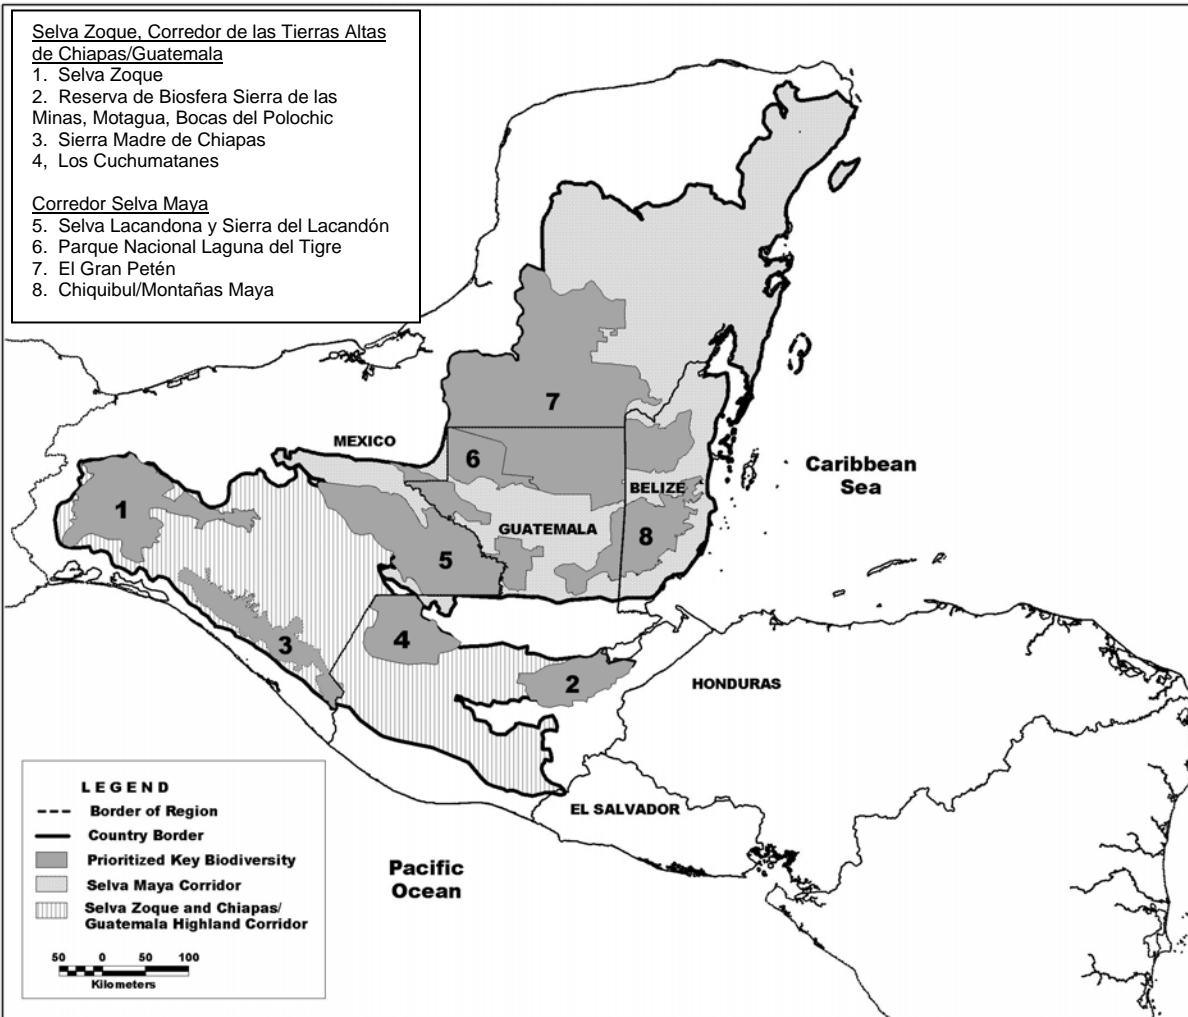 Selva Zoque, Corredor de las Tierras Altas
de Chiapas/Guatemala
1. Selva Zoque
2. Reserva de Biosfera Sierra de las
Minas, Motagua, Bocas del Polochic
3. Sierra Madre de Chiapas
4, Los Cuchumatanes
Corredor Selva Maya
5. Selva Lacandona y Sierra del Lacandón
6. Parque Nacional Laguna del Tigre
7. El Gran Petén
8. Chiquibul/Montañas Maya
7
MEXICO
6
Caribbean
Sea
BELIZE
1
GUATEMALA
8
5
4
3
2
HONDURAS
EL SALVADOR
Pacific
Ocean
LEGEND
Border of Region
Country Border
Prioritized Key Biodiversity
Selva Maya Corridor
Selva Zoque and Chiapas/
Guatemala Highland Corridor
50 0 50 100
Kilometers